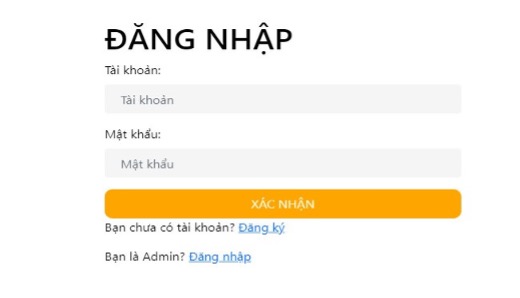 ĐĂNG NHẬP
Tài khoản:
Tài khoản
Mật khẩu:
Mật khẩu
XÁC NHẬN
Bạn chưa có tài khoản? Đăng ký
Bạn là Admin? Đăng nhập